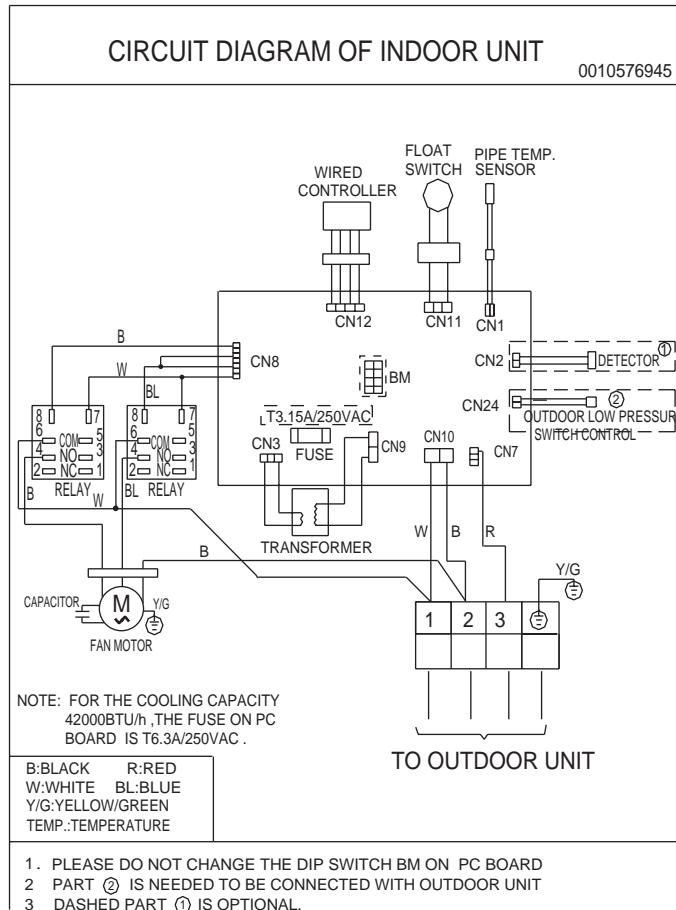 CIRCUIT DIAGRAM OF INDOOR UNIT
0010576945
WIRED
CONTROLLER
FLOAT
SWITCH
PIPE TEMP.
SENSOR
CN12
CN11
CN1
B
W
BL
CN8
BM
CN2
DETECTOR
①
CN24
②
OUTDOOR LOW PRESSUR
SWITCH CONTROL
T3.15A/250VAC
FUSE
CN3
CN9
CN10
CN7
TRANSFORMER
8 7
6 5
COM
4 NO 3
2 NC 1
RELAY
8 7
6 5
COM
4 NO 3
2 NC 1
RELAY
B
W
BL
B
W
B
R
Y/G
CAPACITOR
M
Y/G
FAN MOTOR
1 2 3
TO OUTDOOR UNIT
NOTE: FOR THE COOLING CAPACITY
42000BTU/h ,THE FUSE ON PC
BOARD IS T6.3A/250VAC .
B:BLACK R:RED
W:WHITE BL:BLUE
Y/G:YELLOW/GREEN
TEMP.:TEMPERATURE
1. PLEASE DO NOT CHANGE THE DIP SWITCH BM ON PC BOARD
2 PART ② IS NEEDED TO BE CONNECTED WITH OUTDOOR UNIT
3 DASHED PART ① IS OPTIONAL.